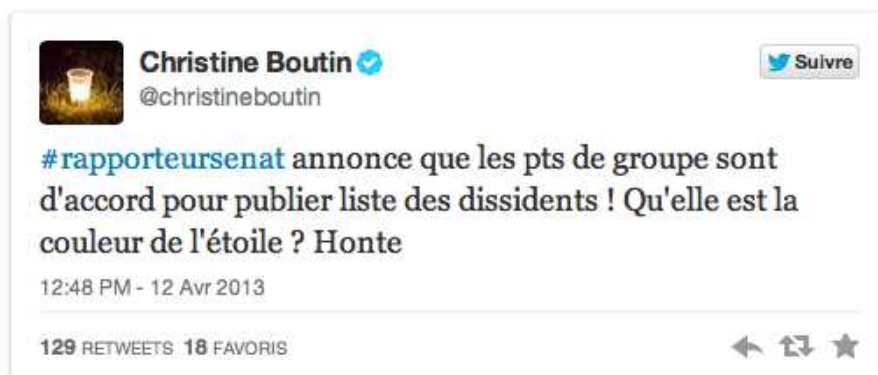 Christine Boutin
Suivre
@christineboutin
#rapporteursenat annonce que les pts de groupe sont
d'accord pour publier liste des dissidents ! Qu'elle est la
couleur de l'étoile ? Honte
12:48 PM - 12 Avr 2013
129 RETWEETS 18 FAVORIS